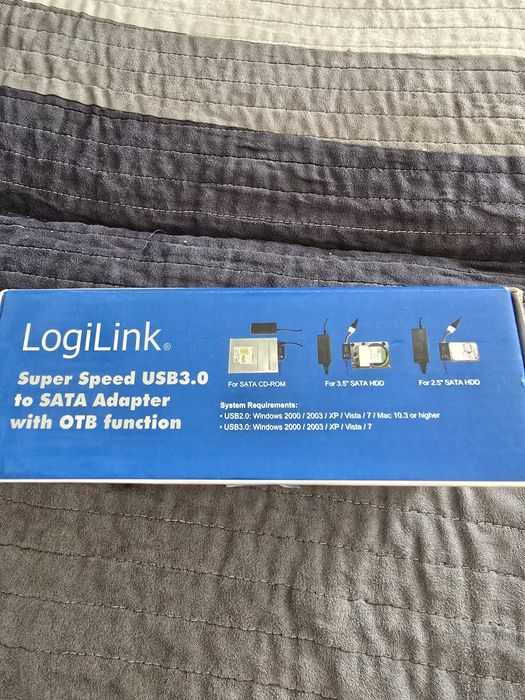 LogiLink®
Super Speed USB3.0
to SATA Adapter
with OTB function
For SATA CD-ROM
For 3.5" SATA HDD
For 2.5" SATA HDD
System Requirements:
• USB2.0: Windows 2000 / 2003 / XP / Vista / 7 / Mac 10.3 or higher
• USB3.0: Windows 2000 / 2003 / XP / Vista / 7